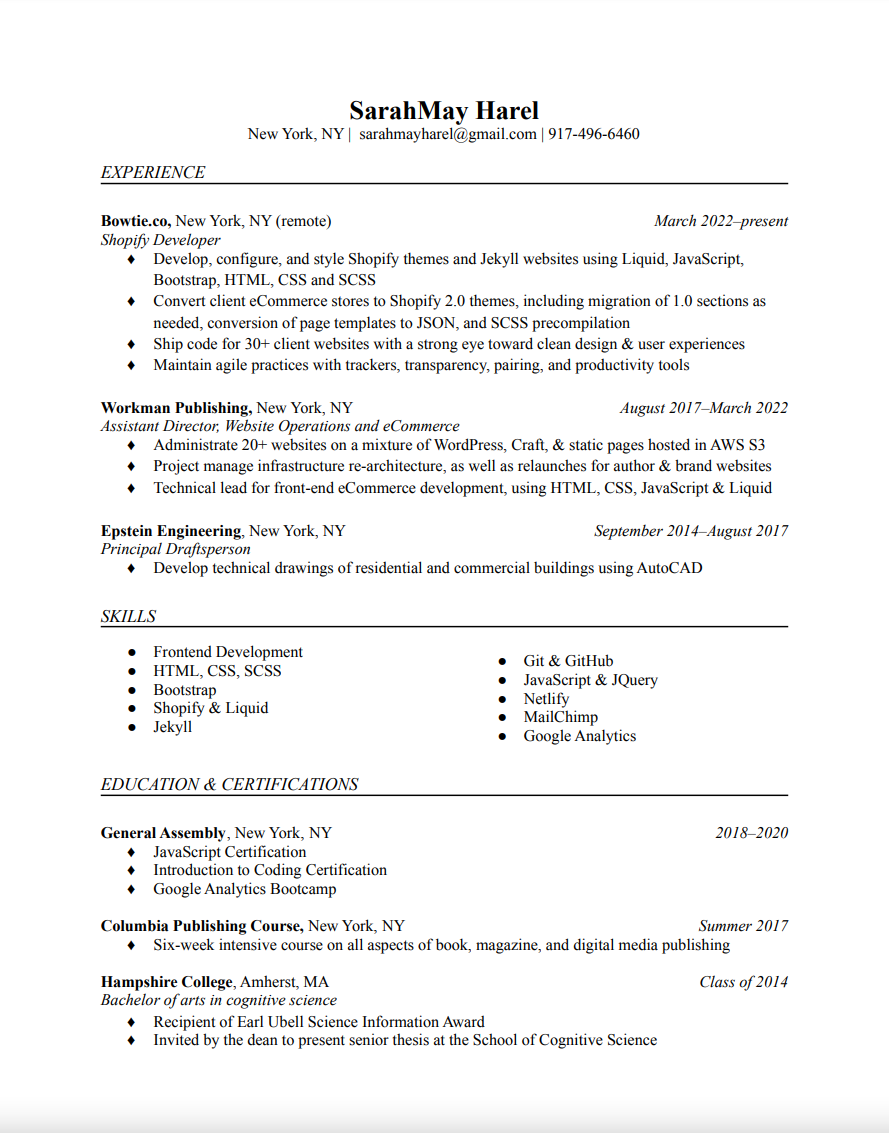 SarahMay Harel
New York, NY | sarahmayharel@gmail.com | 917-496-6460
EXPERIENCE
Bowtie.co, New York, NY (remote) March 2022–present
Shopify Developer
♦ Develop, configure, and style Shopify themes and Jekyll websites using Liquid, JavaScript,
Bootstrap, HTML, CSS and SCSS
♦ Convert client eCommerce stores to Shopify 2.0 themes, including migration of 1.0 sections as
needed, conversion of page templates to JSON, and SCSS precompilation
♦ Ship code for 30+ client websites with a strong eye toward clean design & user experiences
♦ Maintain agile practices with trackers, transparency, pairing, and productivity tools
Workman Publishing, New York, NY August 2017–March 2022
Assistant Director, Website Operations and eCommerce
♦ Administrate 20+ websites on a mixture of WordPress, Craft, & static pages hosted in AWS S3
♦ Project manage infrastructure re-architecture, as well as relaunches for author & brand websites
♦ Technical lead for front-end eCommerce development, using HTML, CSS, JavaScript & Liquid
Epstein Engineering, New York, NY September 2014–August 2017
Principal Draftsperson
♦ Develop technical drawings of residential and commercial buildings using AutoCAD
SKILLS
● Frontend Development
● HTML, CSS, SCSS
● Bootstrap
● Shopify & Liquid
● Jekyll
● Git & GitHub
● JavaScript & JQuery
● Netlify
● MailChimp
● Google Analytics
EDUCATION & CERTIFICATIONS
General Assembly, New York, NY 2018–2020
♦ JavaScript Certification
♦ Introduction to Coding Certification
♦ Google Analytics Bootcamp
Columbia Publishing Course, New York, NY Summer 2017
♦ Six-week intensive course on all aspects of book, magazine, and digital media publishing
Hampshire College, Amherst, MA Class of 2014
Bachelor of arts in cognitive science
♦ Recipient of Earl Ubell Science Information Award
♦ Invited by the dean to present senior thesis at the School of Cognitive Science